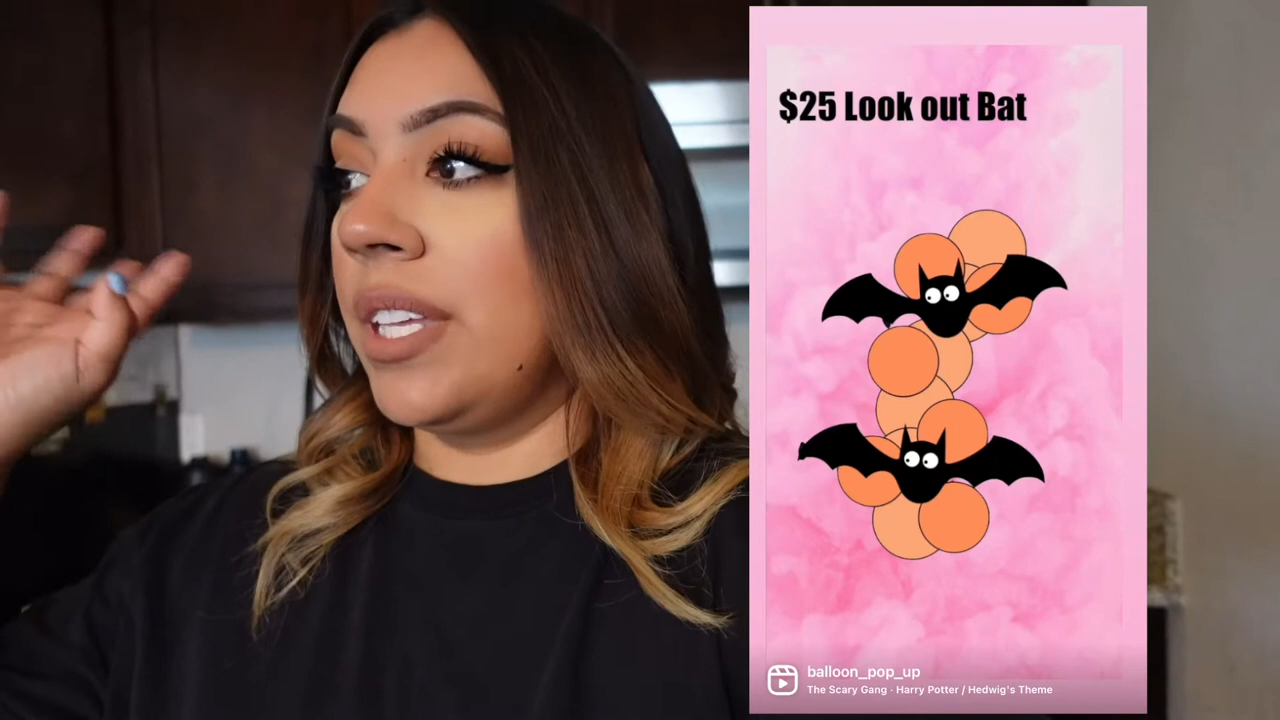 $25 Look out Bat
balloon_pop_up
The Scary Gang · Harry Potter / Hedwig's Theme